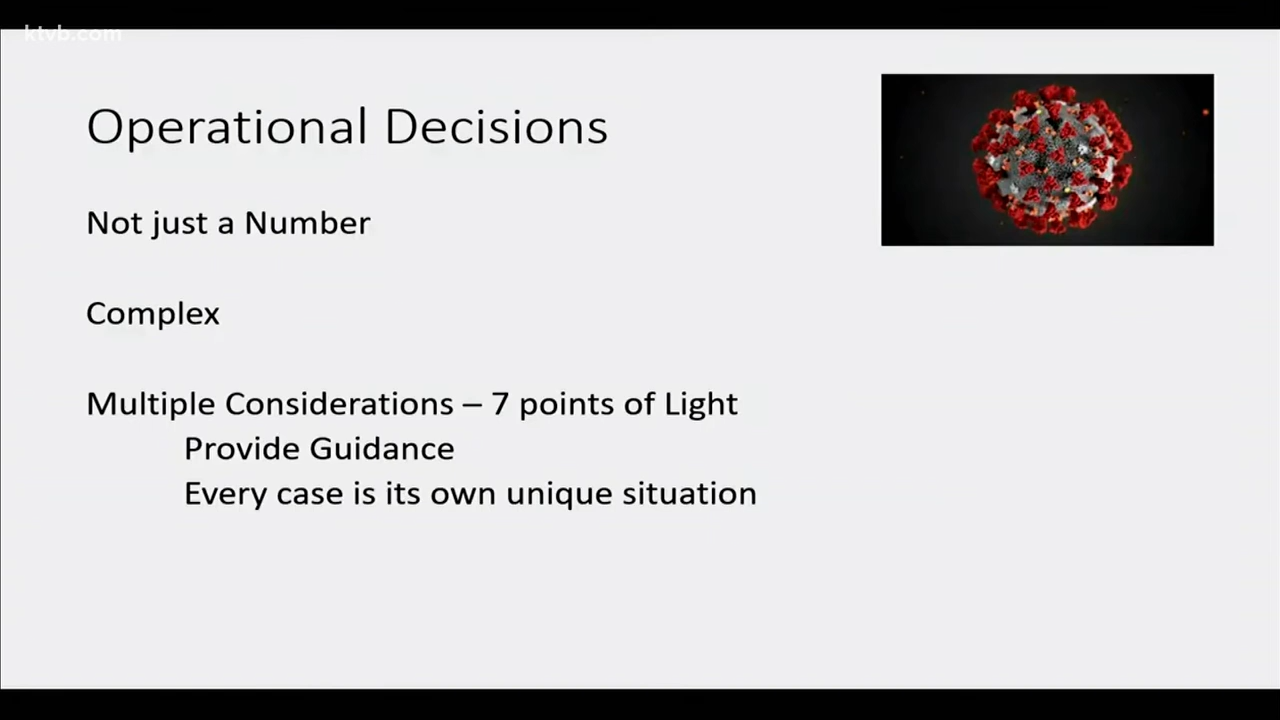 ktvb.com
Operational Decisions
Not just a Number
Complex
Multiple Considerations – 7 points of Light
Provide Guidance
Every case is its own unique situation